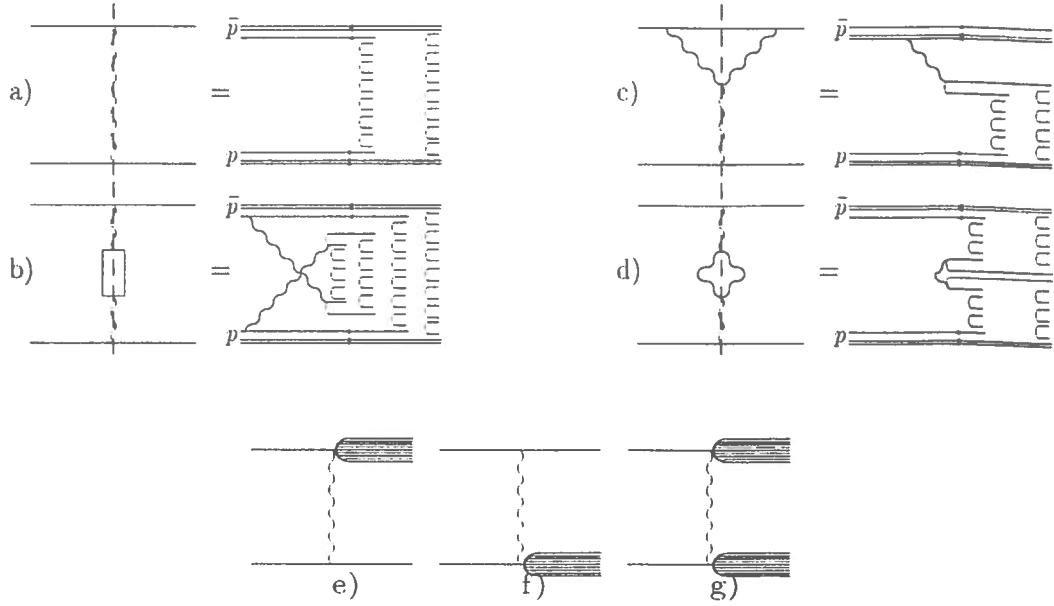 a)
=
p̄
p
c)
=
p̄
p
b)
=
p̄
p
d)
=
p̄
p
e)
f)
g)